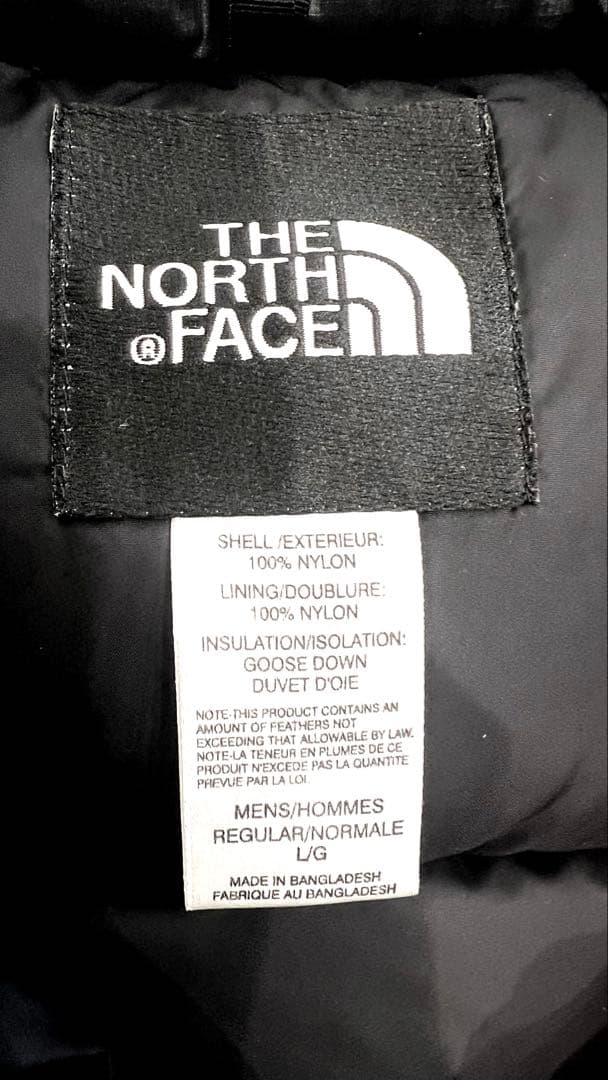 THE
NORTH
® FACE
SHELL /EXTERIEUR:
100% NYLON
LINING/DOUBLURE:
100% NYLON
INSULATION/ISOLATION:
GOOSE DOWN
DUVET D'OIE
NOTE-THIS PRODUCT CONTAINS AN
AMOUNT OF FEATHERS NOT
EXCEEDING THAT ALLOWABLE BY LAW.
NOTE-LA TENEUR EN PLUMES DE CE
PRODUIT N'EXCEDE PAS LA QUANTITE
PREVUE PAR LA LOI.
MENS/HOMMES
REGULAR/NORMALE
L/G
MADE IN BANGLADESH
FABRIQUE AU BANGLADESH